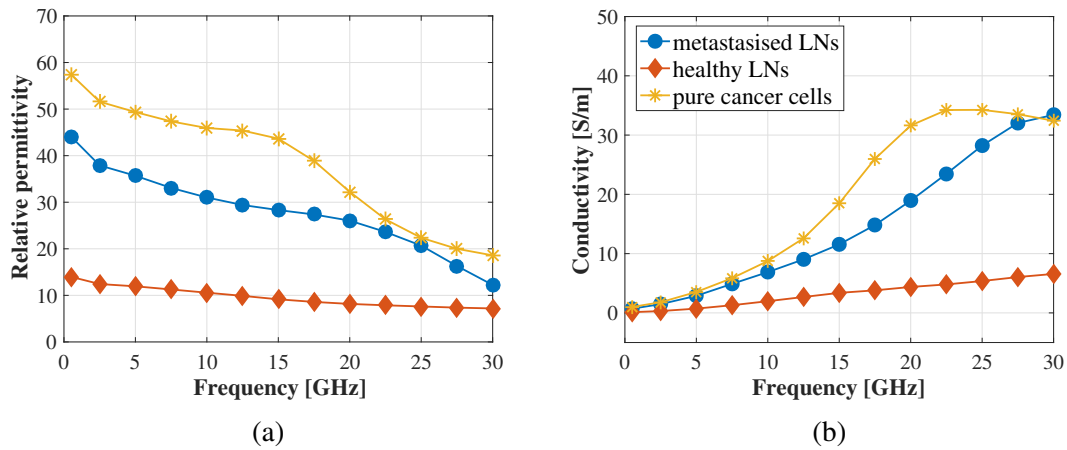 70
60
50
40
30
20
10
0
Relative permittivity
0 5 10 15 20 25 30
Frequency [GHz]
(a)
50
40
30
20
10
0
Conductivity [S/m]
metastasised LNs
healthy LNs
pure cancer cells
0 5 10 15 20 25 30
Frequency [GHz]
(b)